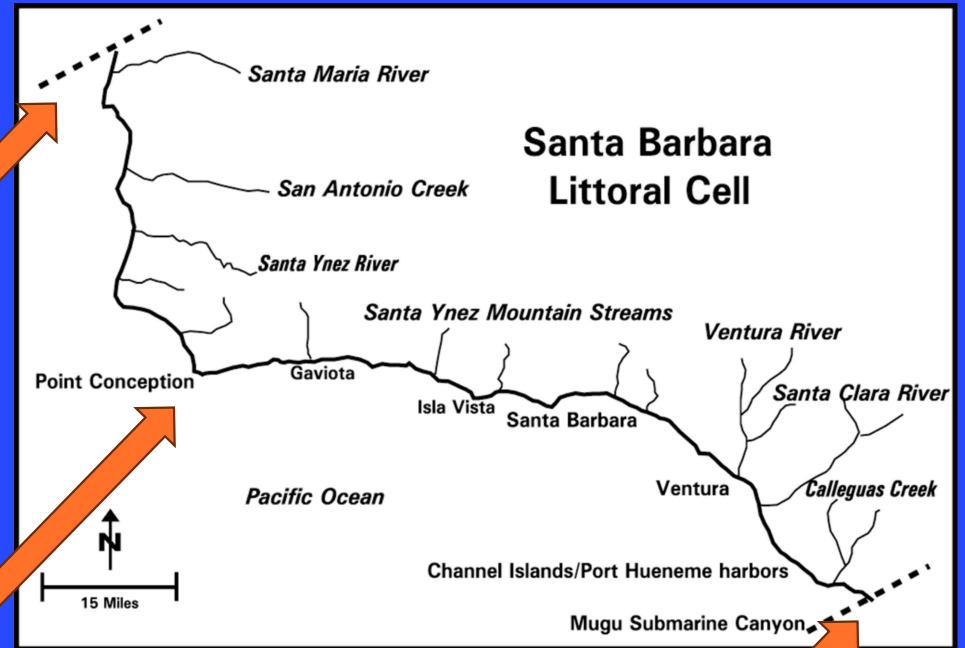 Santa Maria River
Santa Barbara
Littoral Cell
San Antonio Creek
Santa Ynez River
Santa Ynez Mountain Streams
Ventura River
Point Conception
Gaviota
Santa Clara River
Isla Vista
Santa Barbara
Pacific Ocean
Ventura
Calleguas Creek
N
15 Miles
Channel Islands/Port Hueneme harbors
Mugu Submarine Canyon